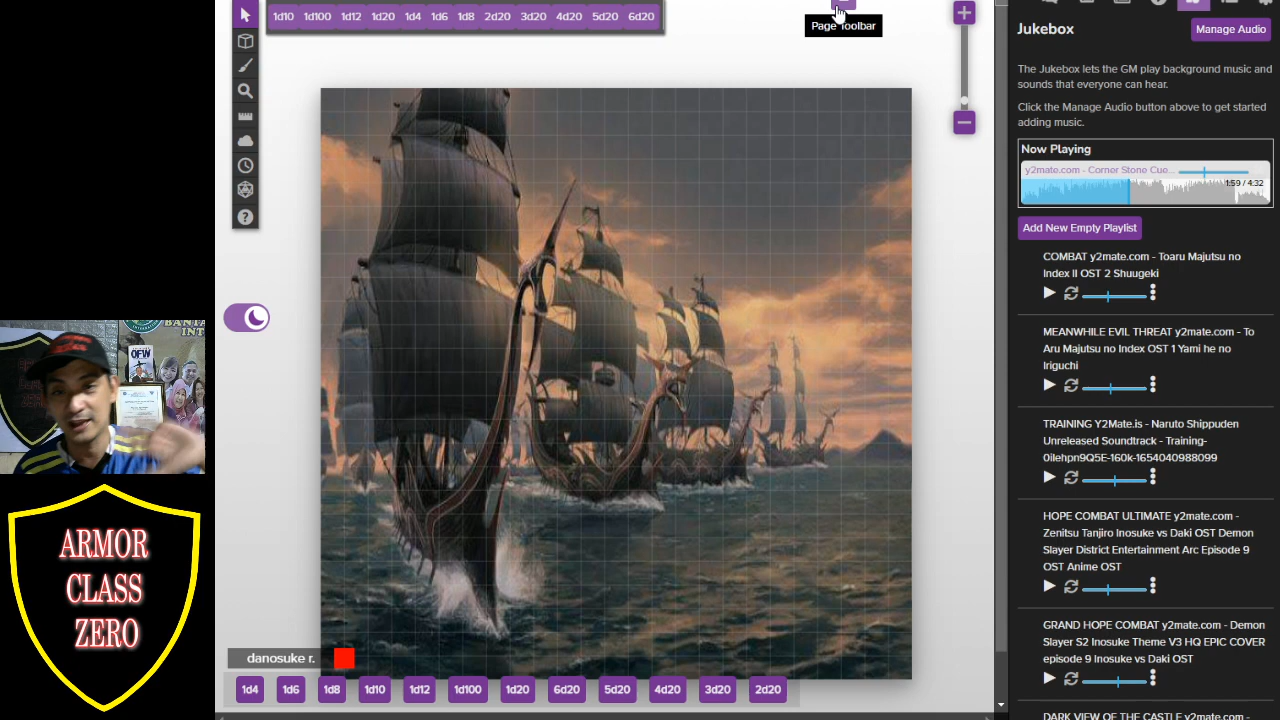 1d10 1d100 1d12 1d20 1d4 1d6 1d8 2d20 3d20 4d20 5d20 6d20
Page Toolbar
Jukebox
Manage Audio
The Jukebox lets the GM play background music and
sounds that everyone can hear.
Click the Manage Audio button above to get started
adding music.
Now Playing
y2mate.com - Corner Stone Cue...
1:59 / 4:32
Add New Empty Playlist
COMBAT y2mate.com - Toaru Majutsu no
Index II OST 2 Shuugeki
MEANWHILE EVIL THREAT y2mate.com - To
Aru Majutsu no Index OST 1 Yami he no
Iriguchi
TRAINING Y2Mate.is - Naruto Shippuden
Unreleased Soundtrack - Training-
0ilehpn9Q5E-160k-1654040988099
HOPE COMBAT ULTIMATE y2mate.com -
Zenitsu Tanjiro Inosuke vs Daki OST Demon
Slayer District Entertainment Arc Episode 9
OST Anime OST
GRAND HOPE COMBAT y2mate.com - Demon
Slayer S2 Inosuke Theme V3 HQ EPIC COVER
episode 9 Inosuke vs Daki OST
DARK VIEW OF THE CASTLE y2mate.com -
OFW
ARMOR
CLASS
ZERO
danosuke r.
1d4 1d6 1d8 1d10 1d12 1d100 1d20 6d20 5d20 4d20 3d20 2d20